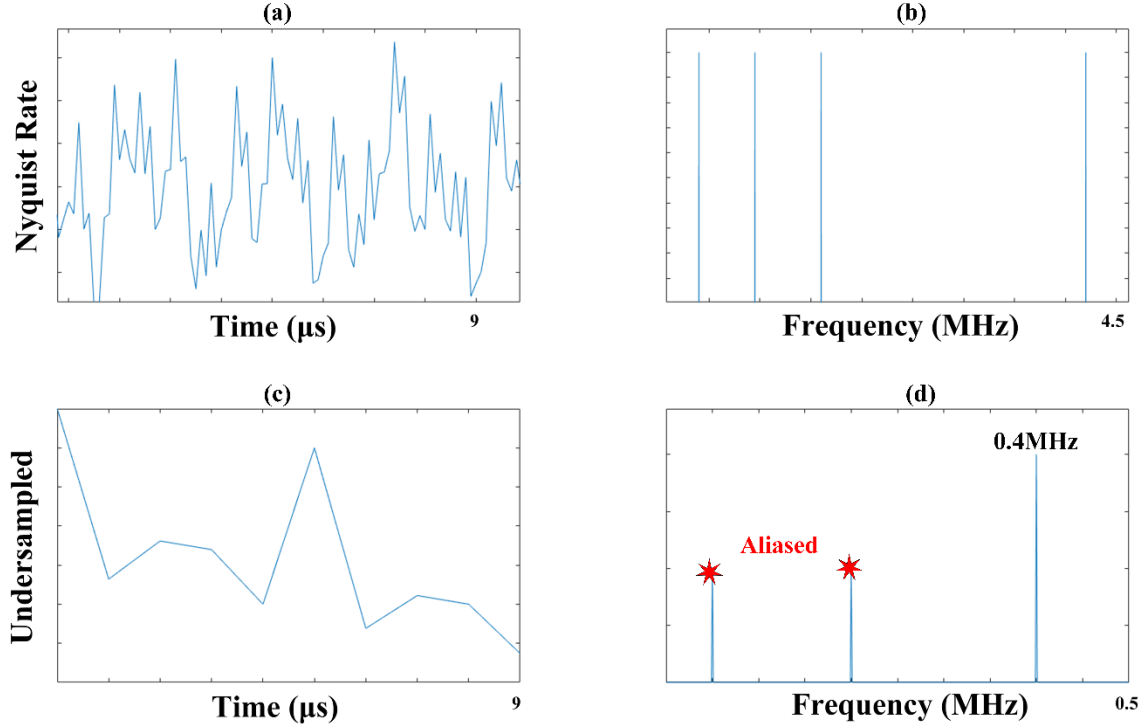 (a)
(b)
Nyquist Rate
Time (μs)
9
Frequency (MHz)
4.5
(c)
(d)
Undersampled
0.4MHz
Aliased
Time (μs)
9
Frequency (MHz)
0.5